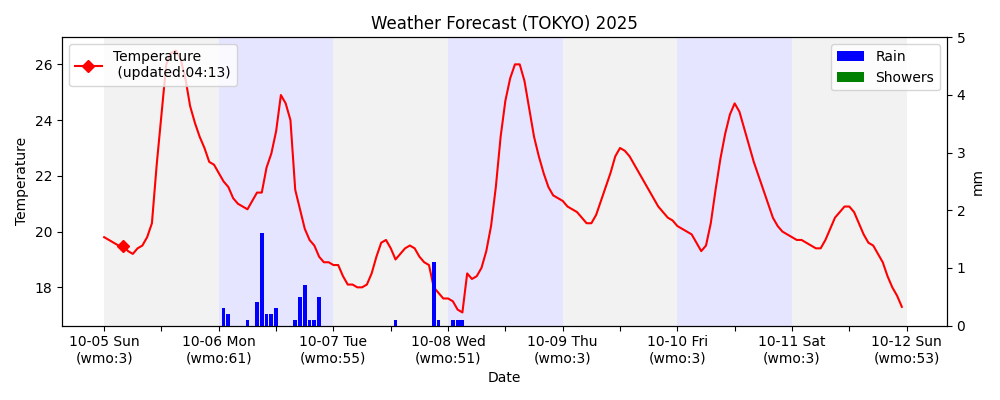 Weather Forecast (TOKYO) 2025
Temperature
(updated:04:13)
Rain
Showers
26
24
22
20
18
Temperature
5
4
3
2
1
0
mm
10-05 Sun
(wmo:3)
10-06 Mon
(wmo:61)
10-07 Tue
(wmo:55)
10-08 Wed
(wmo:51)
10-09 Thu
(wmo:3)
10-10 Fri
(wmo:3)
10-11 Sat
(wmo:3)
10-12 Sun
(wmo:53)
Date